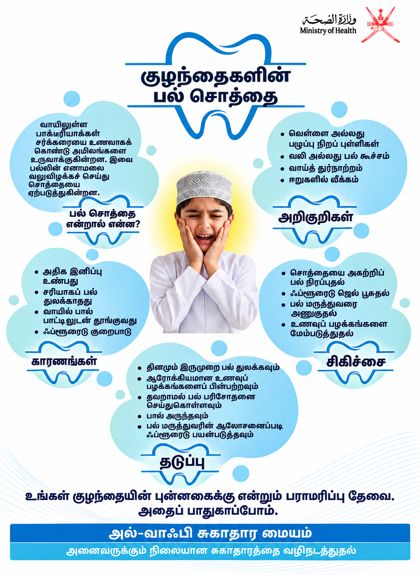 وزارة الصحة
Ministry of Health
குழந்தைகளின்
பல் சொத்தை
வாயிலுள்ள
பாக்டீரியாக்கள்
சர்க்கரையை உணவாகக்
கொண்டு அமிலங்களை
உருவாக்குகின்றன. இவை
பல்லின் எனாமலை
வலுவிழக்கச் செய்து
சொத்தையை
ஏற்படுத்துகின்றன.
பல் சொத்தை
என்றால் என்ன?
• வெள்ளை அல்லது
பழுப்பு நிறப் புள்ளிகள்
• வலி அல்லது பல் கூச்சம்
• வாய்த் துர்நாற்றம்
• ஈறுகளில் வீக்கம்
அறிகுறிகள்
• அதிக இனிப்பு
உண்பது
• சரியாகப் பல்
துலக்காதது
• வாயில் பால்
பாட்டிலுடன் தூங்குவது
• ஃப்ளூரைடு குறைபாடு
காரணங்கள்
• சொத்தையை அகற்றிப்
பல் நிரப்புதல்
• ஃப்ளூரைடு ஜெல் பூசுதல்
• பல் மருத்துவரை
அணுகுதல்
• உணவுப் பழக்கங்களை
மேம்படுத்துதல்
சிகிச்சை
• தினமும் இருமுறை பல் துலக்கவும்
• ஆரோக்கியமான உணவுப்
பழக்கங்களைப் பின்பற்றவும்
• தவறாமல் பல் பரிசோதனை
செய்துகொள்ளவும்
• பால் அருந்தவும்
• பல் மருத்துவரின் ஆலோசனைப்படி
ஃப்ளூரைடு பயன்படுத்தவும்
தடுப்பு
உங்கள் குழந்தையின் புன்னகைக்கு என்றும் பராமரிப்பு தேவை.
அதைப் பாதுகாப்போம்.
அல்-வாஃபி சுகாதார மையம்
அனைவருக்கும் நிலையான சுகாதாரத்தை வழிநடத்துதல்